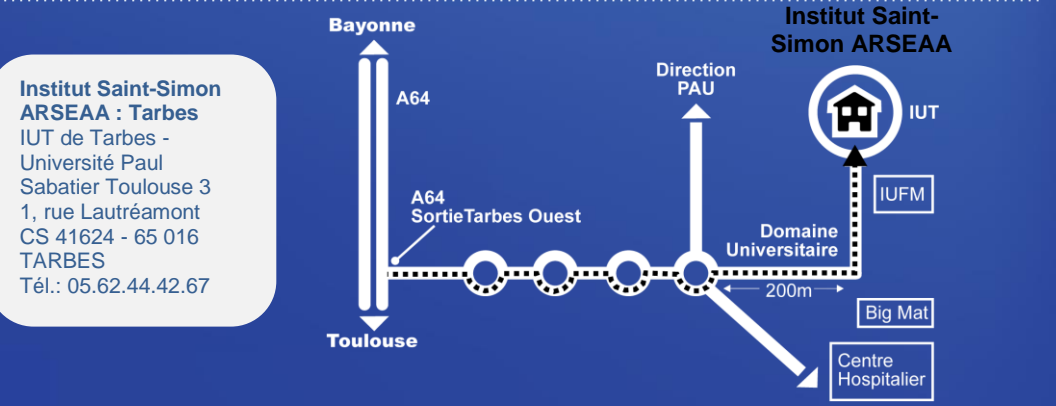 Institut Saint-Simon
ARSEAA : Tarbes
IUT de Tarbes -
Université Paul
Sabatier Toulouse 3
1, rue Lautréamont
CS 41624 - 65 016
TARBES
Tél.: 05.62.44.42.67
Bayonne
A64
A64
SortieTarbes Ouest
Toulouse
Direction
PAU
Institut Saint-
Simon ARSEAA
IUT
IUFM
Domaine
Universitaire
200m
Big Mat
Centre
Hospitalier